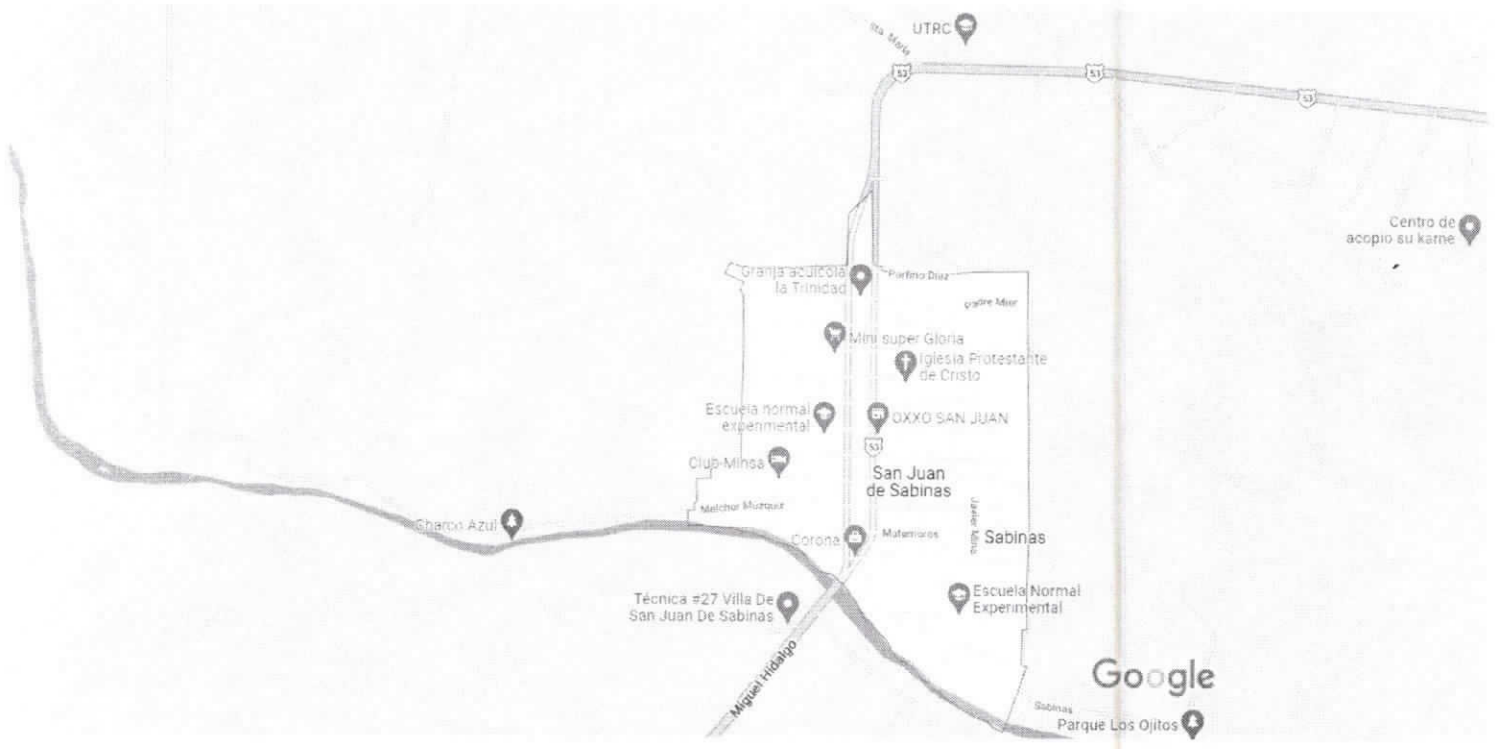 UTRC
Sta. Maria
53
53
53
Centro de
acopio su karne
Granja acuícola
la Trinidad
Porfirio Díaz
Padre Mier
Mini super Gloria
Iglesia Protestante
de Cristo
Escuela normal
experimental
OXXO SAN JUAN
53
Club-Minsa
San Juan
de Sabinas
Melchor Muzquiz
Charco Azul
Corona
Matamoros
Javier Mina
Sabinas
Técnica #27 Villa De
San Juan De Sabinas
Escuela Normal
Experimental
Miguel Hidalgo
Google
Sabinas
Parque Los Ojitos